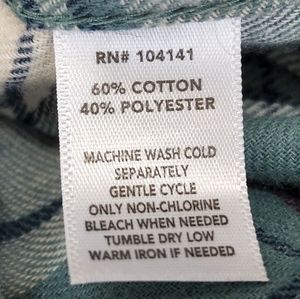 RN# 104141
60% COTTON
40% POLYESTER
MACHINE WASH COLD
SEPARATELY
GENTLE CYCLE
ONLY NON-CHLORINE
BLEACH WHEN NEEDED
TUMBLE DRY LOW
WARM IRON IF NEEDED